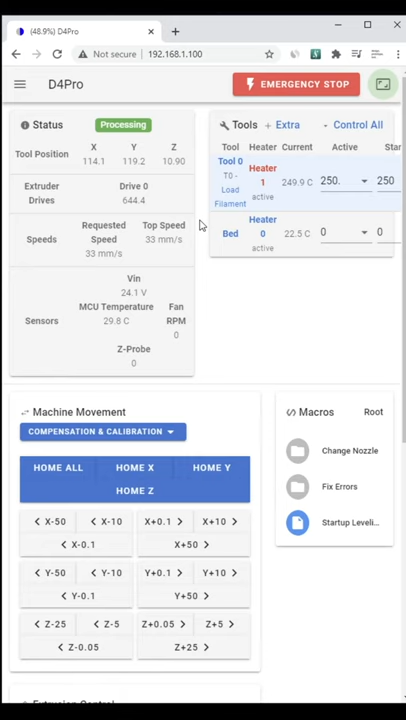 (48.9%) D4Pro
Not secure
192.168.1.100
D4Pro
EMERGENCY STOP
Status
Processing
Tool Position
X
Y
Z
114.1
119.2
10.90
Extruder
Drives
Drive 0
644.4
Speeds
Requested
Speed
33 mm/s
Top Speed
33 mm/s
Sensors
Vin
24.1 V
MCU Temperature
29.8 C
Fan
RPM
0
Z-Probe
0
Tools
+ Extra
Control All
Tool
Heater
Current
Active
Tool 0
T0 -
Load
Filament
Heater
1
active
249.9 C
250.
250
Bed
Heater
0
active
22.5 C
0
0
Machine Movement
COMPENSATION & CALIBRATION
HOME ALL
HOME X
HOME Y
HOME Z
< X-50
< X-10
X+0.1 >
X+10 >
< X-0.1
X+50 >
< Y-50
< Y-10
Y+0.1 >
Y+10 >
< Y-0.1
Y+50 >
< Z-25
< Z-5
Z+0.05 >
Z+5 >
< Z-0.05
Z+25 >
Macros
Root
Change Nozzle
Fix Errors
Startup Leveli...